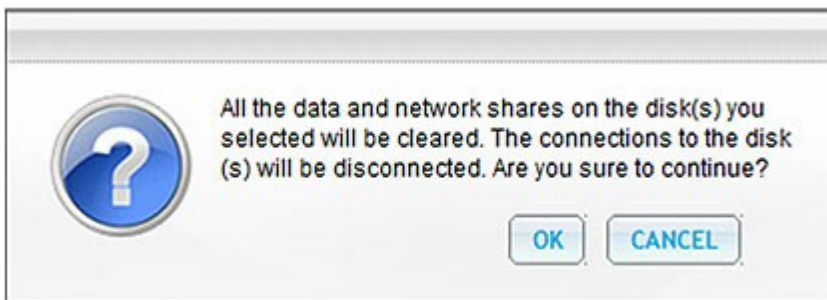 All the data and network shares on the disk(s) you
selected will be cleared. The connections to the disk
(s) will be disconnected. Are you sure to continue?
OK CANCEL